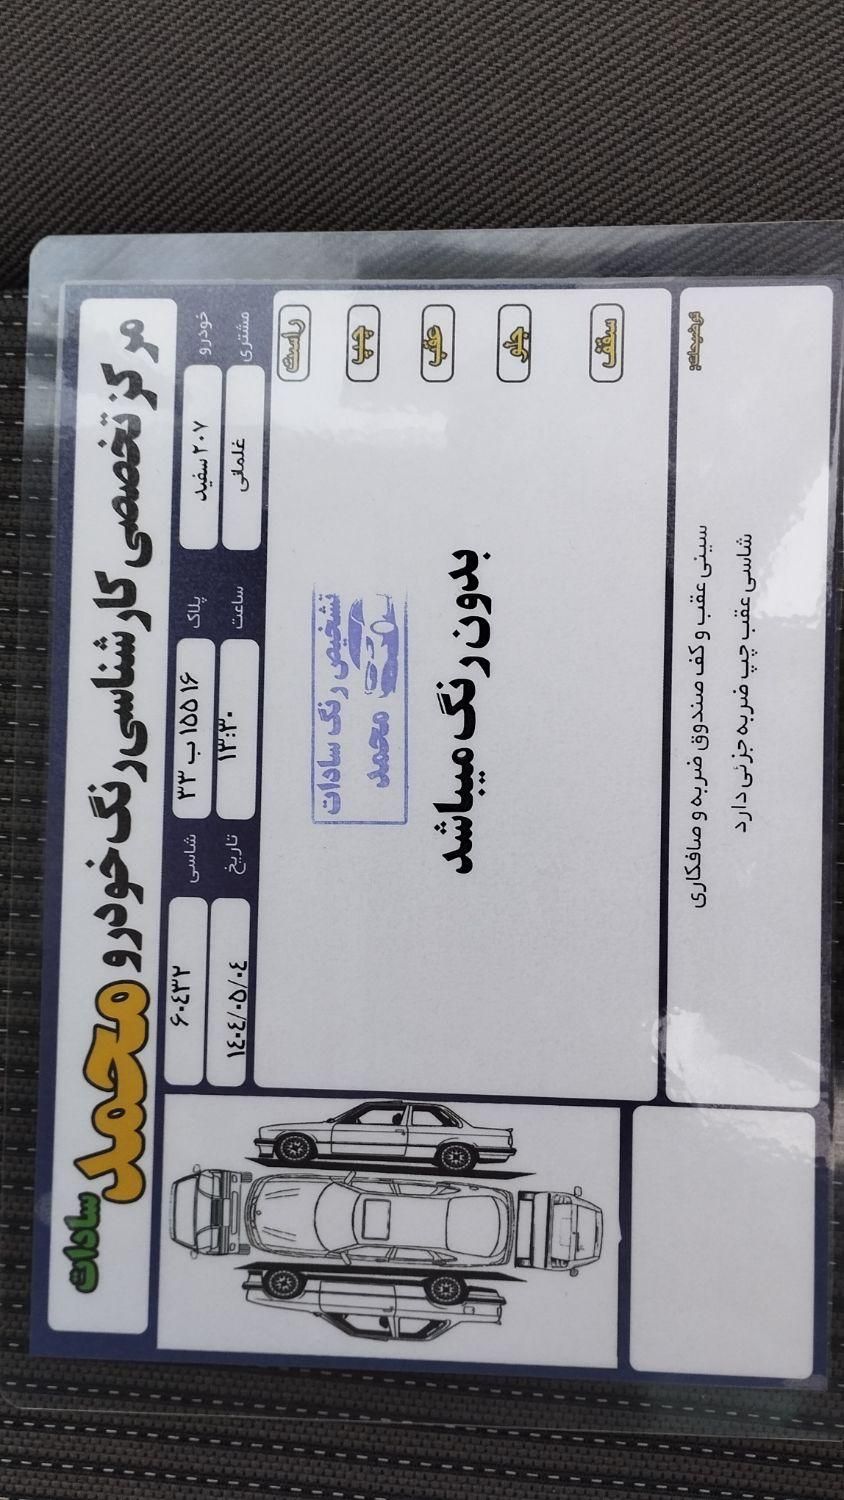 مرکز تخصصی کارشناسی رنگ خودرو محمد سادات
خودرو ۲۰۷ سفید پلاک ۱۵۵۱۶ ب ۳۳ شاسی ۶۰۴۳۲
مشتری غلمانی ساعت ۱۳:۳۰ تاریخ ۱۴۰۴/۰۵/۰۴
راست
چپ
عقب
جلو
سقف
تشخیص رنگ سادات
محمد
بدون رنگ میباشد
توضیحات:
سینی عقب و کف صندوق ضربه و صافکاری
شاسی عقب چپ ضربه جزئی دارد